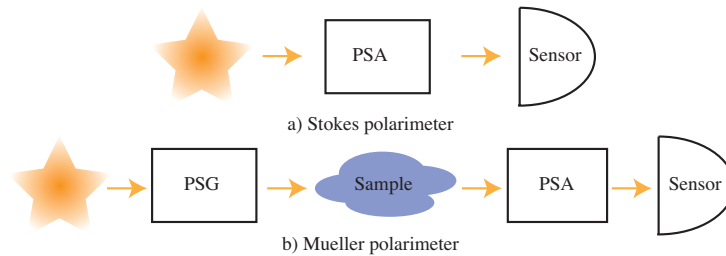 PSA
Sensor
a) Stokes polarimeter
PSG
Sample
PSA
Sensor
b) Mueller polarimeter